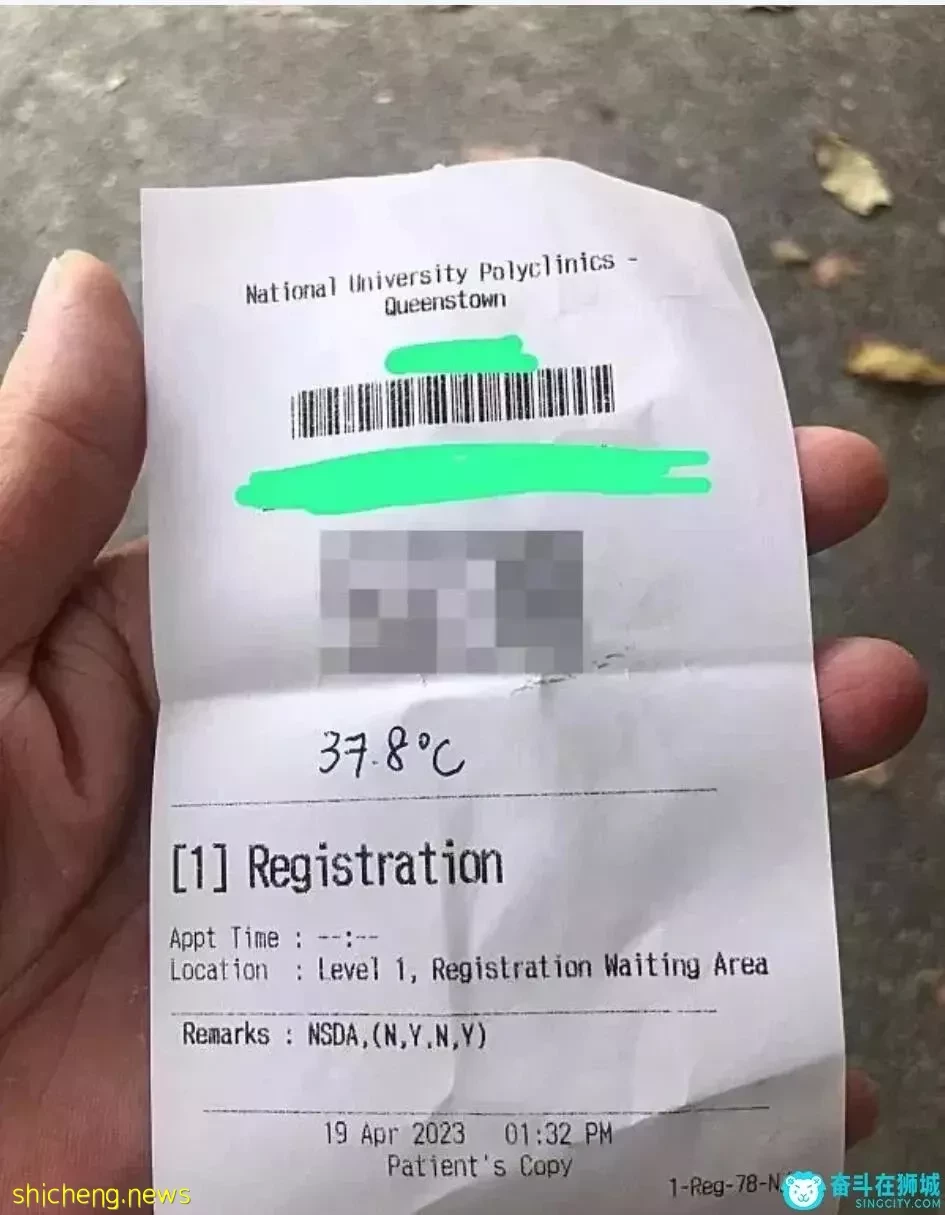 National University Polyclinics -
Queenstown
37.8°C
[1] Registration
Appt Time : --:--
Location : Level 1, Registration Waiting Area
Remarks : NSDA,(N,Y,N,Y)
19 Apr 2023 01:32 PM
Patient's Copy
1-Reg-78-N
shicheng.news
奋斗在狮城
SINGCITY.COM